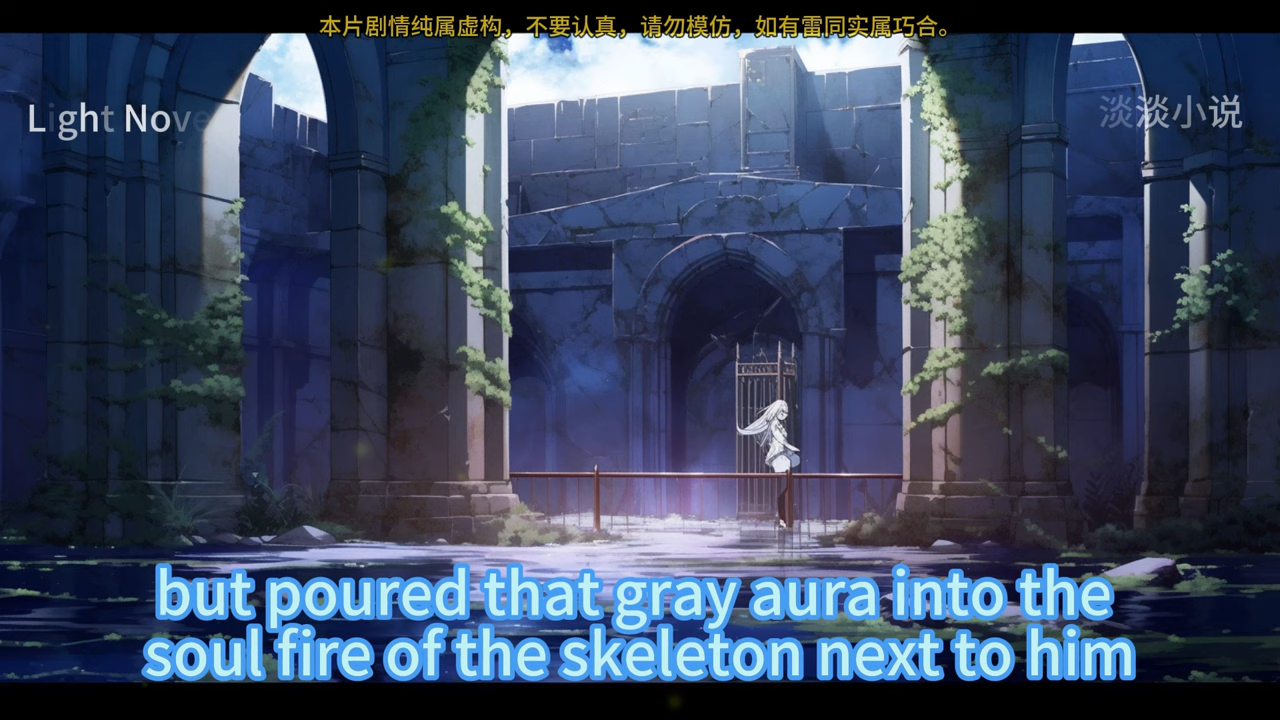 本片剧情纯属虚构，不要认真，请勿模仿，如有雷同实属巧合。
Light Nove
淡淡小说
but poured that gray aura into the
soul fire of the skeleton next to him